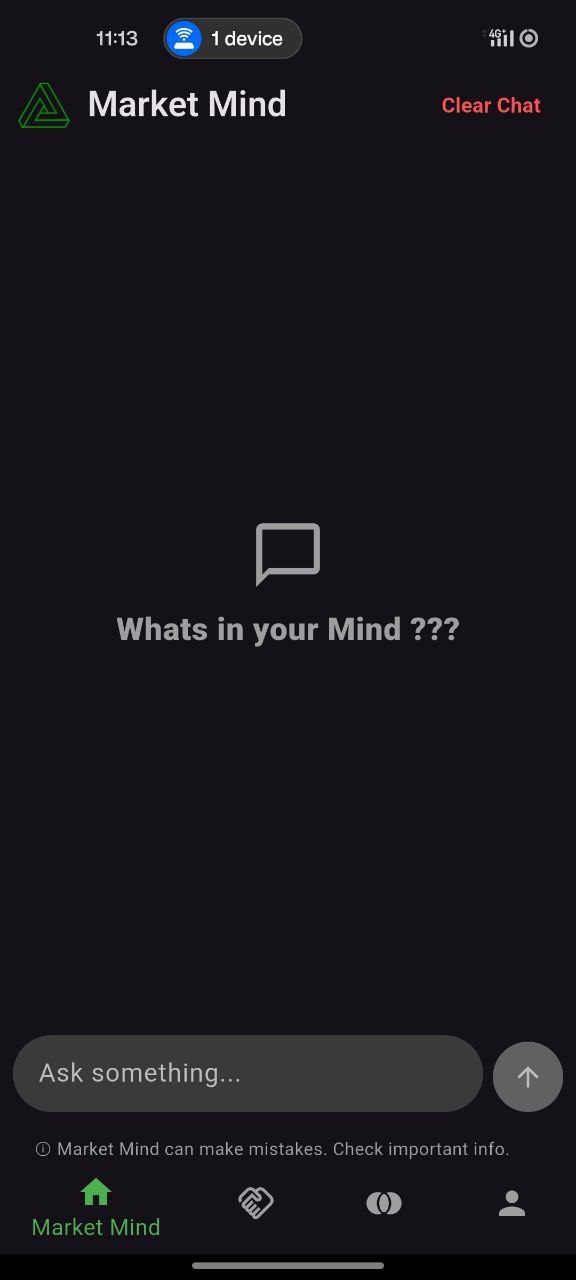 11:13
1 device
4G+
Market Mind
Clear Chat
Whats in your Mind ???
Ask something...
Market Mind can make mistakes. Check important info.
Market Mind